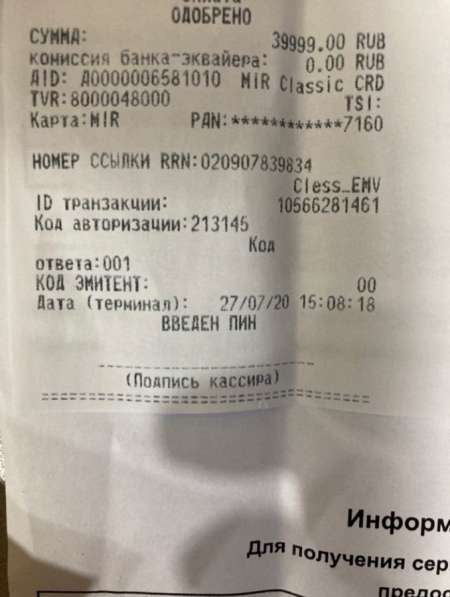 ОДОБРЕНО
СУММА: 39999.00 RUB
комиссия банка-эквайера: 0.00 RUB
AID: A0000006581010 MIR Classic CRD
TVR:8000048000 TSI:
Карта:MIR PAN:************7160
НОМЕР ССЫЛКИ RRN:020907839834
Cless_EMV
ID транзакции: 10566281461
Код авторизации:213145
Код
ответа:001
КОД ЭМИТЕНТ: 00
Дата (терминал): 27/07/20 15:08:18
ВВЕДЕН ПИН
(Подпись кассира)
Информ
Для получения сер
предос